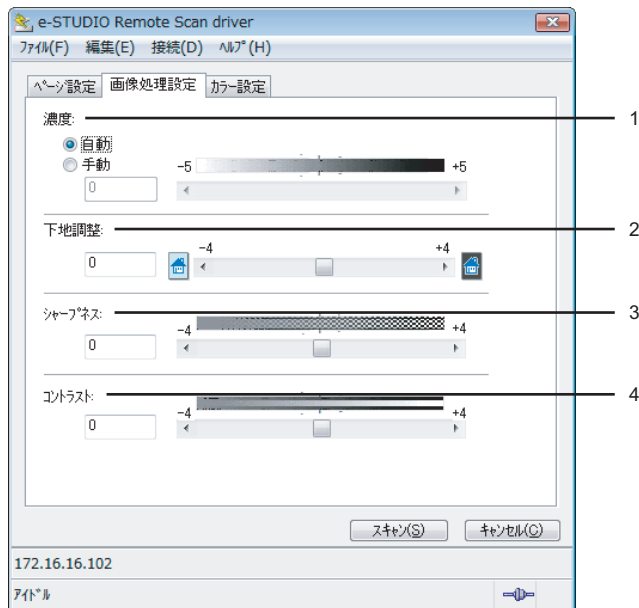 e-STUDIO Remote Scan driver
ﾌｧｲﾙ(F) 編集(E) 接続(D) ﾍﾙﾌﾟ(H)
ﾍﾟｰｼﾞ設定 画像処理設定 ｶﾗｰ設定
濃度: 1
自動
手動 -5 +5
0
下地調整: 2
-4 +4
0
ｼｬｰﾌﾟﾈｽ: 3
-4 +4
0
ｺﾝﾄﾗｽﾄ: 4
-4 +4
0
ｽｷｬﾝ(S) ｷｬﾝｾﾙ(C)
172.16.16.102
ｱｲﾄﾞﾙ